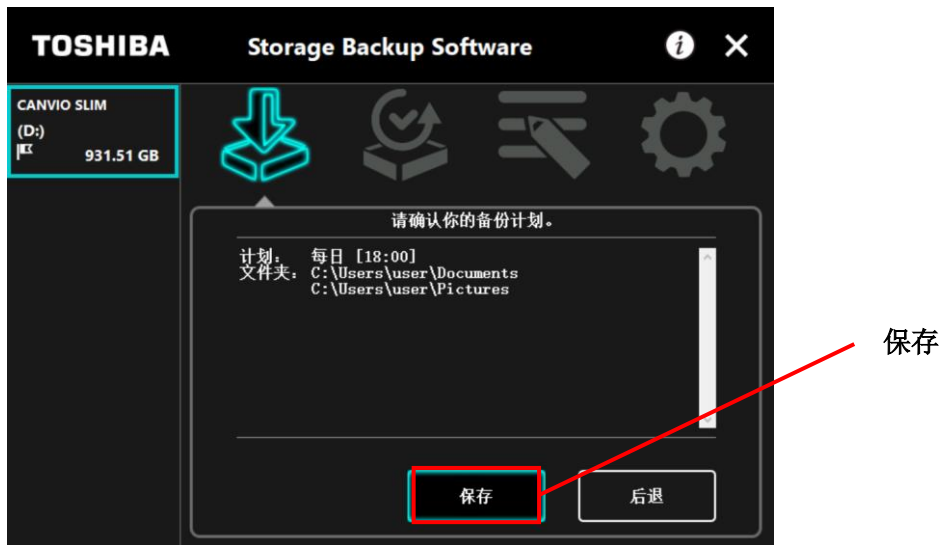 TOSHIBA
Storage Backup Software
i
CANVIO SLIM
(D:)
931.51 GB
请确认你的备份计划。
计划: 每日 [18:00]
文件夹: C:\Users\user\Documents
C:\Users\user\Pictures
保存
后退
保存